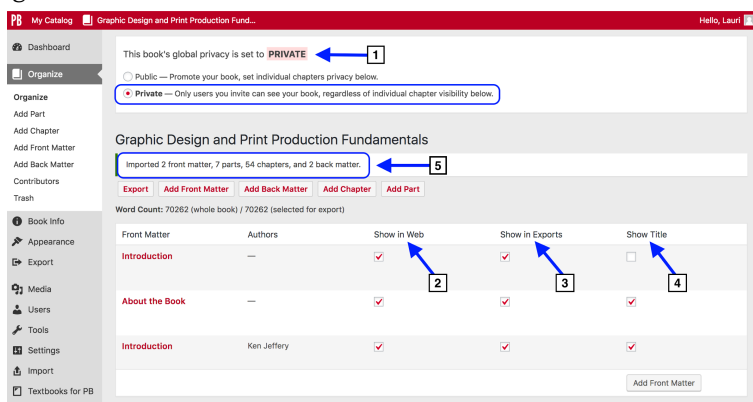 PB My Catalog Graphic Design and Print Production Fund... Hello, Lauri
Dashboard
Organize
Organize
Add Part
Add Chapter
Add Front Matter
Add Back Matter
Contributors
Trash
Book Info
Appearance
Export
Media
Users
Tools
Settings
Import
Textbooks for PB
This book's global privacy is set to PRIVATE
1
Public — Promote your book, set individual chapters privacy below.
Private — Only users you invite can see your book, regardless of individual chapter visibility below.
Graphic Design and Print Production Fundamentals
Imported 2 front matter, 7 parts, 54 chapters, and 2 back matter.
5
Export Add Front Matter Add Back Matter Add Chapter Add Part
Word Count: 70262 (whole book) / 70262 (selected for export)
Front Matter Authors Show in Web Show in Exports Show Title
Introduction —
2 3 4
About the Book —
Introduction Ken Jeffery
Add Front Matter